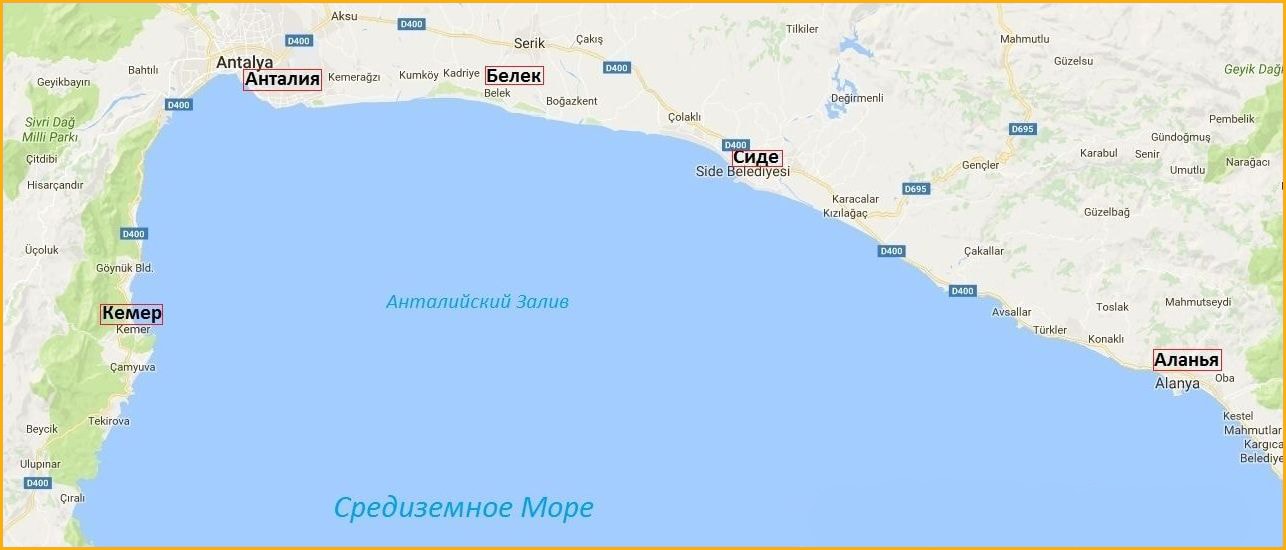 Aksu
D400
Tilkiler
Serik
Çakış
Mahmutlu
D400
Antalya
Güzelsu
Bahtılı
Анталия
Kemerağzı
Kumköy
Kadriye
Белек
D400
Geyik Dağı
Geyikbayırı
Belek
Boğazkent
Değirmenli
D400
Çolaklı
Pembelik
Sivri Dağ
Milli Parkı
D695
Gündoğmuş
D400
Сиде
Side Belediyesi
Karabul
Senir
Çitdibi
Gençler
Narağacı
Umutlu
Hisarçandır
D695
Karacalar
Kızılağaç
Güzelbağ
D400
Üçoluk
D400
Çakallar
Göynük Bld.
D400
Анталийский Залив
Toslak
Mahmutseydi
Кемер
Kemer
Avsallar
Türkler
Konaklı
Çamyuva
Аланья
Alanya
Oba
Tekirova
Beycik
Kestel
Mahmutlar
Kargıca
Belediye
Ulupınar
D400
Çıralı
Средиземное Море